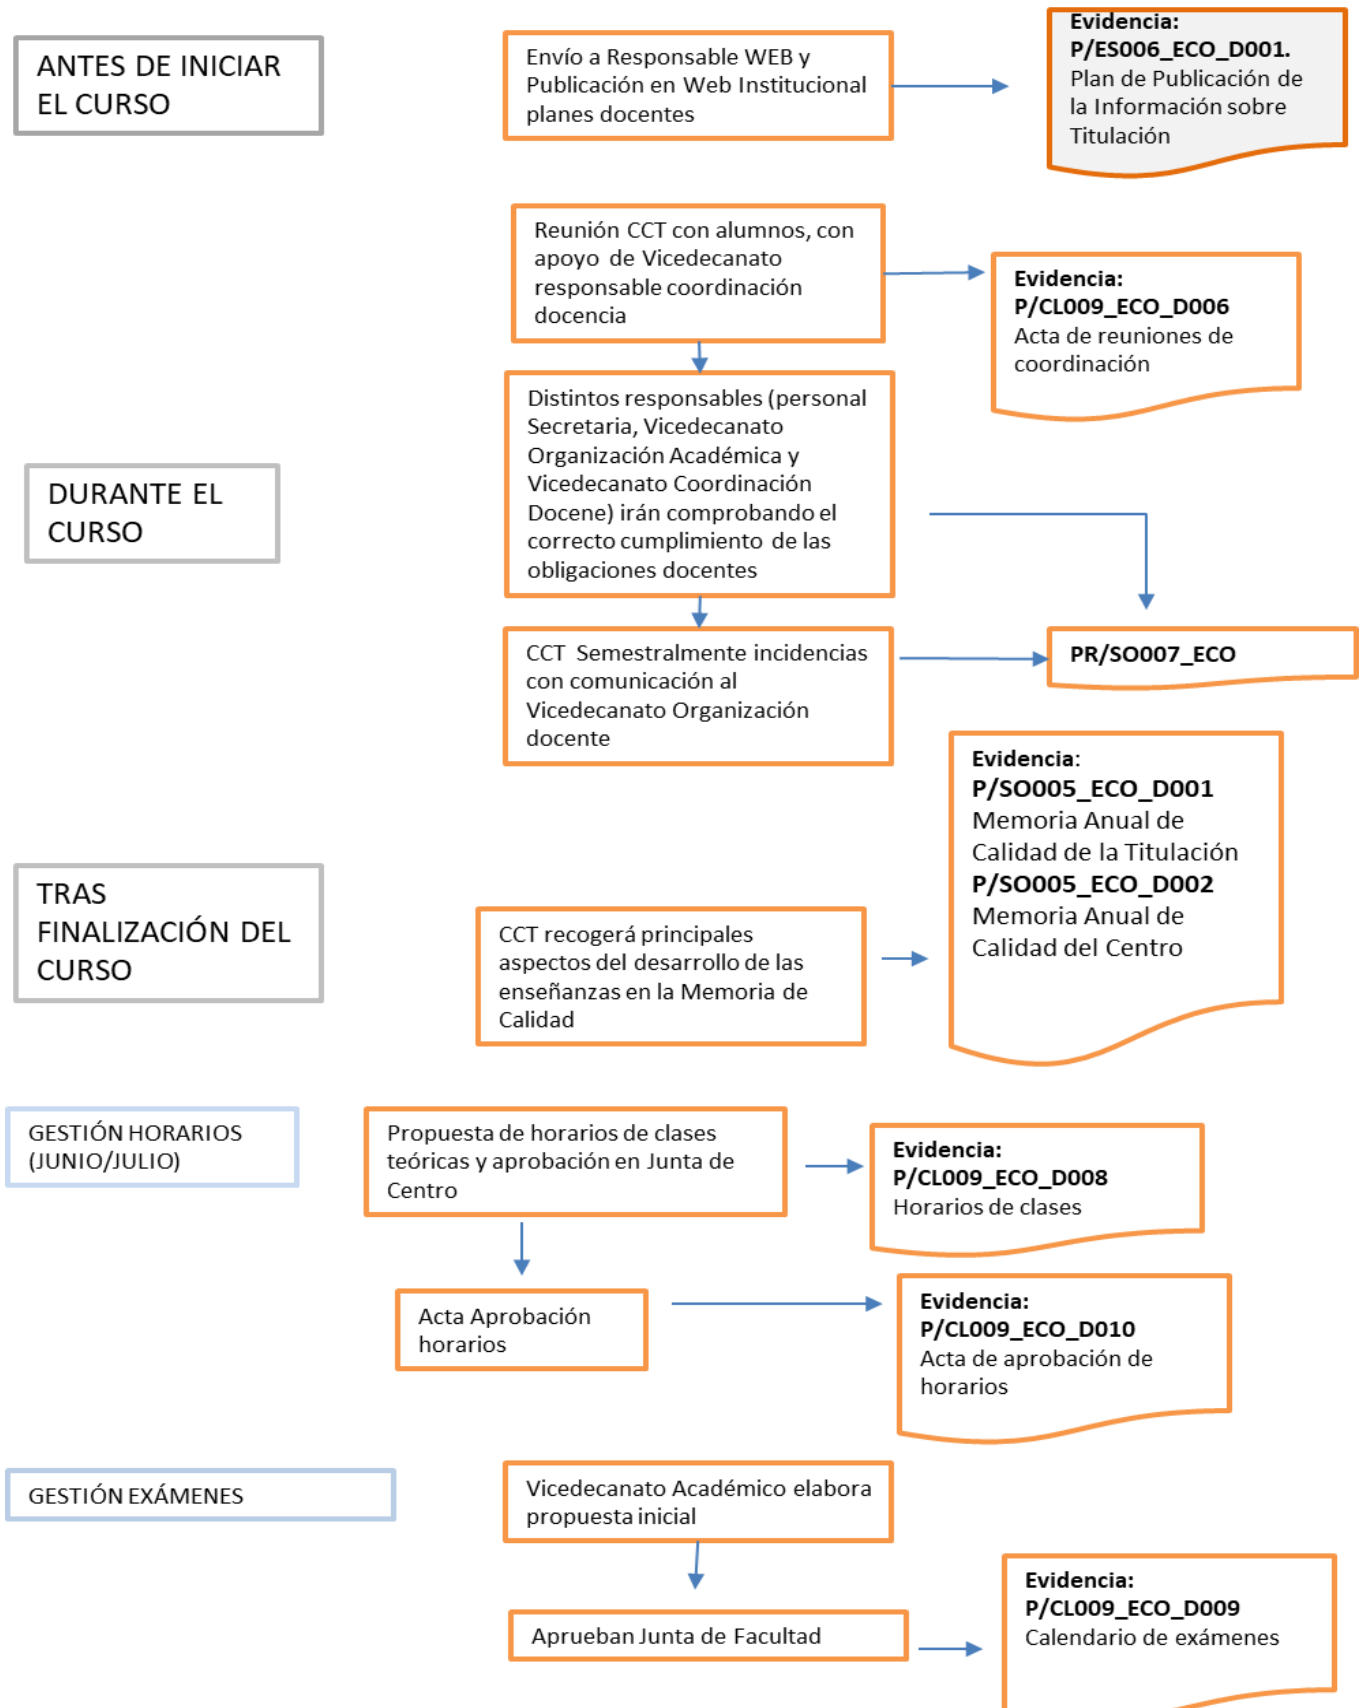 ANTES DE INICIAR
EL CURSO
Envío a Responsable WEB y
Publicación en Web Institucional
planes docentes
Evidencia:
P/ES006_ECO_D001.
Plan de Publicación de
la Información sobre
Titulación
Reunión CCT con alumnos, con
apoyo de Vicedecanato
responsable coordinación
docencia
Evidencia:
P/CL009_ECO_D006
Acta de reuniones de
coordinación
DURANTE EL
CURSO
Distintos responsables (personal
Secretaria, Vicedecanato
Organización Académica y
Vicedecanato Coordinación
Docene) irán comprobando el
correcto cumplimiento de las
obligaciones docentes
CCT Semestralmente incidencias
con comunicación al
Vicedecanato Organización
docente
PR/SO007_ECO
TRAS
FINALIZACIÓN DEL
CURSO
CCT recogerá principales
aspectos del desarrollo de las
enseñanzas en la Memoria de
Calidad
Evidencia:
P/SO005_ECO_D001
Memoria Anual de
Calidad de la Titulación
P/SO005_ECO_D002
Memoria Anual de
Calidad del Centro
GESTIÓN HORARIOS
(JUNIO/JULIO)
Propuesta de horarios de clases
teóricas y aprobación en Junta de
Centro
Evidencia:
P/CL009_ECO_D008
Horarios de clases
Acta Aprobación
horarios
Evidencia:
P/CL009_ECO_D010
Acta de aprobación de
horarios
GESTIÓN EXÁMENES
Vicedecanato Académico elabora
propuesta inicial
Aprueban Junta de Facultad
Evidencia:
P/CL009_ECO_D009
Calendario de exámenes